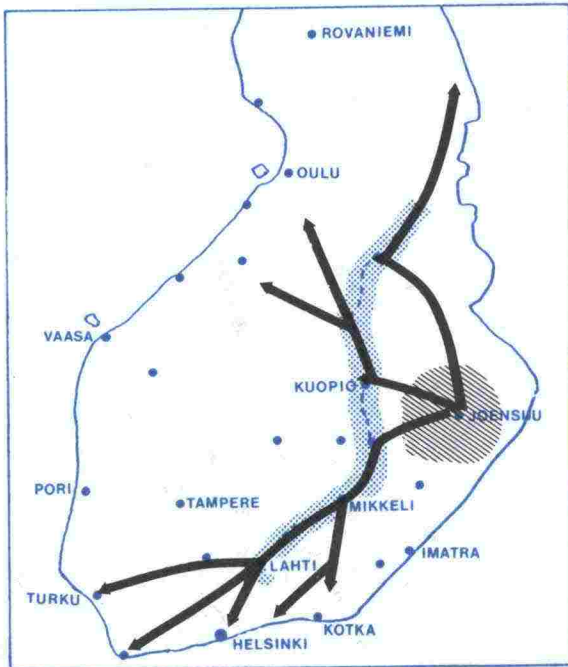 ROVANIEMI
OULU
VAASA
KUOPIO
JOENSUU
PORI
TAMPERE
MIKKELI
IMATRA
LAHTI
TURKU
KOTKA
HELSINKI